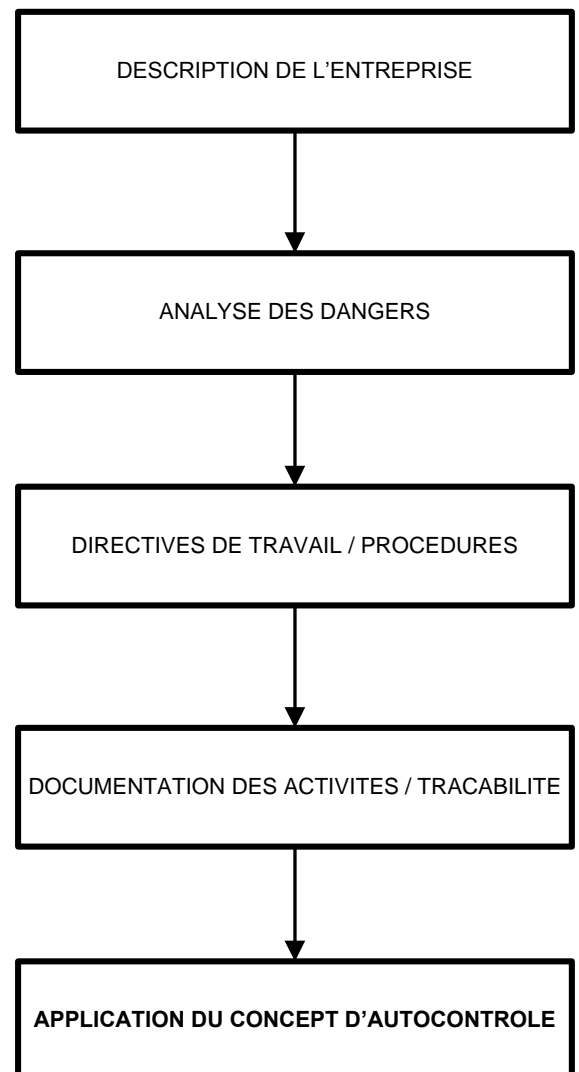 DESCRIPTION DE L’ENTREPRISE
ANALYSE DES DANGERS
DIRECTIVES DE TRAVAIL / PROCEDURES
DOCUMENTATION DES ACTIVITES / TRACABILITE
APPLICATION DU CONCEPT D’AUTOCONTROLE